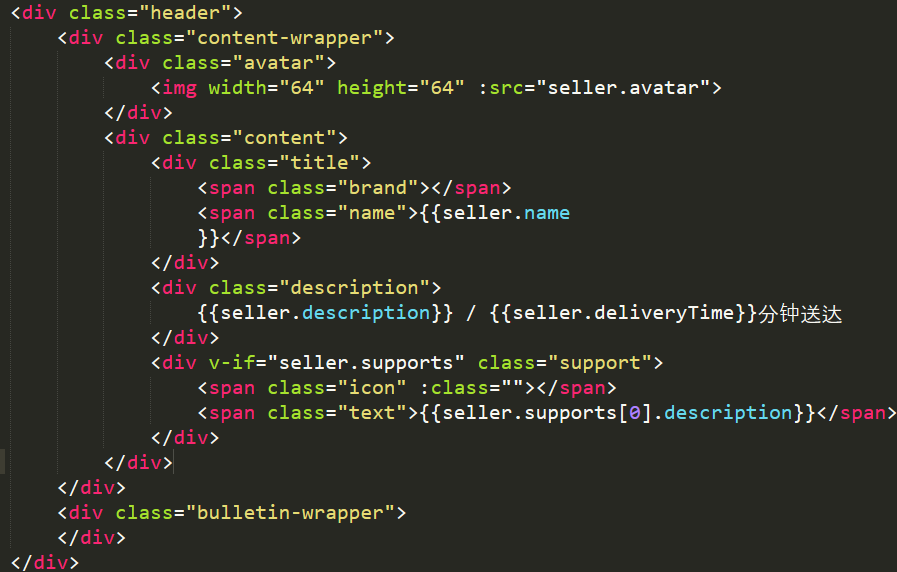 <div class="header">
<div class="content-wrapper">
<div class="avatar">
<img width="64" height="64" :src="seller.avatar">
</div>
<div class="content">
<div class="title">
<span class="brand"></span>
<span class="name">{{seller.name
}}</span>
</div>
<div class="description">
{{seller.description}} / {{seller.deliveryTime}}分钟送达
</div>
<div v-if="seller.supports" class="support">
<span class="icon" :class=""></span>
<span class="text">{{seller.supports[0].description}}</span>
</div>
</div>
</div>
<div class="bulletin-wrapper">
</div>
</div>